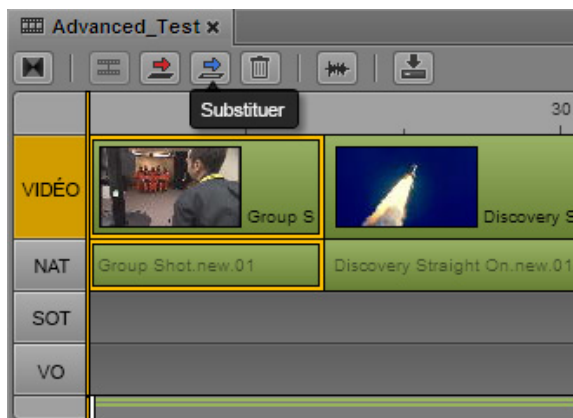 Advanced_Test ×
Substituer
30
VIDÉO
Group S
Discovery S
NAT
Group Shot.new.01
Discovery Straight On.new.01
SOT
VO